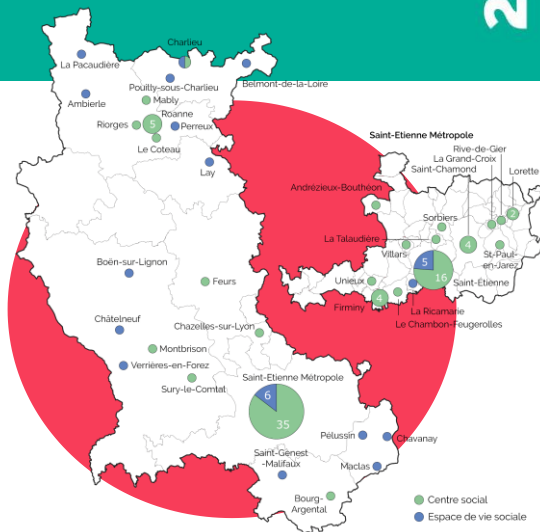 2
Charlieu
La Pacaudière
Pouilly-sous-Charlieu
Belmont-de-la-Loire
Ambierle
Mably
Roanne
Riorges
5
Perreux
Le Coteau
Lay
Saint-Etienne Métropole
Rive-de-Gier
La Grand-Croix
Saint-Chamond
Lorette
Andrézieux-Bouthéon
2
Sorbiers
La Talaudière
4
Villars
St-Paul-
en-Jarez
5
16
Saint-Étienne
Unieux
4
Firminy
La Ricamarie
Le Chambon-Feugerolles
Boën-sur-Lignon
Feurs
Châtelneuf
Chazelles-sur-Lyon
Montbrison
Verrières-en-Forez
Sury-le-Comtat
Saint-Etienne Métropole
6
35
Pélussin
Chavanay
Saint-Genest
-Malifaux
Maclas
Bourg-
Argental
Centre social
Espace de vie sociale